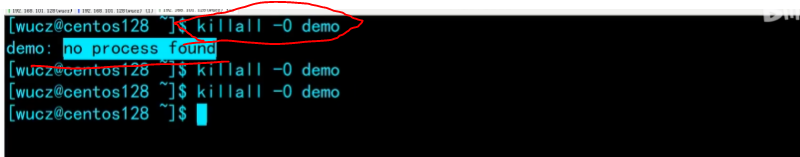 [wucz@centos128 ~]$ killall -0 demo
demo: no process found
[wucz@centos128 ~]$ killall -0 demo
[wucz@centos128 ~]$ killall -0 demo
[wucz@centos128 ~]$